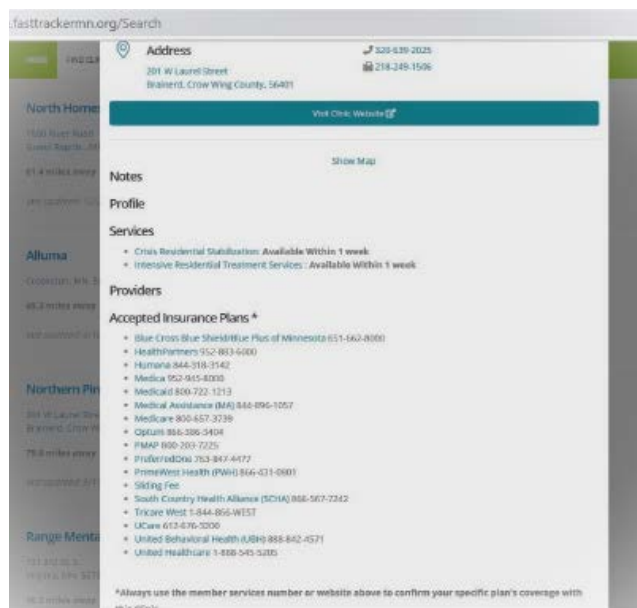 .fasttrackermn.org/Search
Address
320-639-2025
201 W Laurel Street
218-249-1506
Brainerd, Crow Wing County, 56401
Visit Clinic Website
Show Map
North Home
Notes
Profile
Services
Alluma
Crisis Residential Stabilization: Available Within 1 week
Intensive Residential Treatment Services : Available Within 1 week
Providers
Accepted Insurance Plans *
Blue Cross Blue Shield/Blue Plus of Minnesota 651-662-8000
HealthPartners 952-883-6000
Humana 844-318-3142
Medica 952-945-8000
Northern Pin
Medicaid 800-722-1213
Medical Assistance (MA) 844-896-1057
Medicare 800-657-3739
Optum 866-386-3404
PMAP 800-203-7225
PreferredOne 763-847-4477
PrimeWest Health (PWH) 866-431-0801
Sliding Fee
South Country Health Alliance (SCHA) 866-567-7242
Tricare West 1-844-866-WEST
UCare 612-676-3200
Range Menta
United Behavioral Health (UBH) 888-842-4571
United Healthcare 1-888-545-5205
*Always use the member services number or website above to confirm your specific plan's coverage with